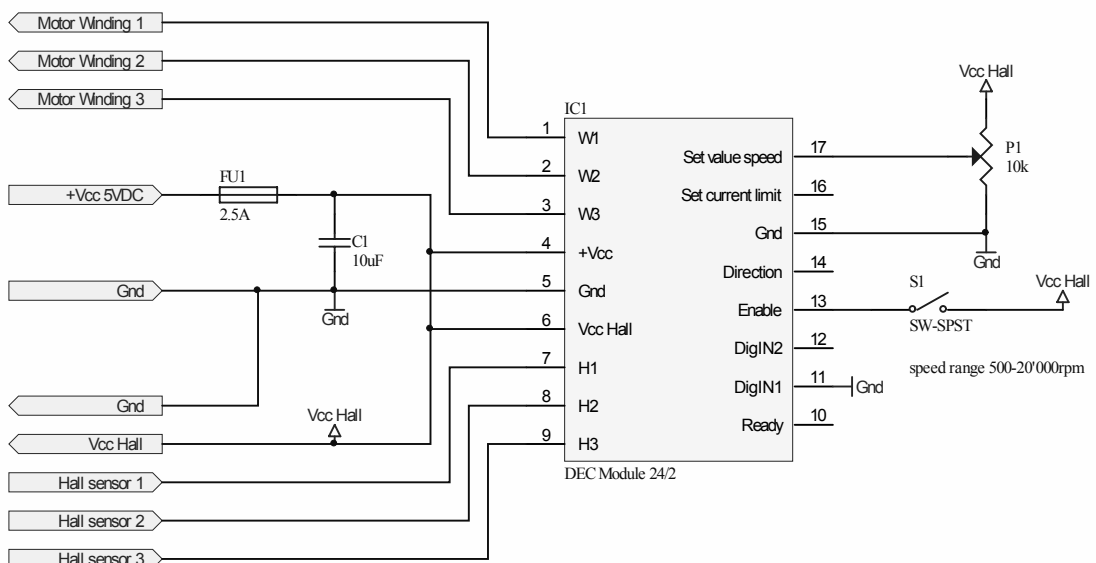 Motor Winding 1
Motor Winding 2
Motor Winding 3
+Vcc 5VDC
FU1
2.5A
C1
10uF
Gnd
Gnd
Gnd
Vcc Hall
Vcc Hall
Hall sensor 1
Hall sensor 2
Hall sensor 3
IC1
1 W1
2 W2
3 W3
4 +Vcc
5 Gnd
6 Vcc Hall
7 H1
8 H2
9 H3
Set value speed 17
Set current limit 16
Gnd 15
Direction 14
Enable 13
DigIN2 12
DigIN1 11
Ready 10
DEC Module 24/2
Vcc Hall
P1
10k
Gnd
S1
SW-SPST
Vcc Hall
speed range 500-20'000rpm
Gnd